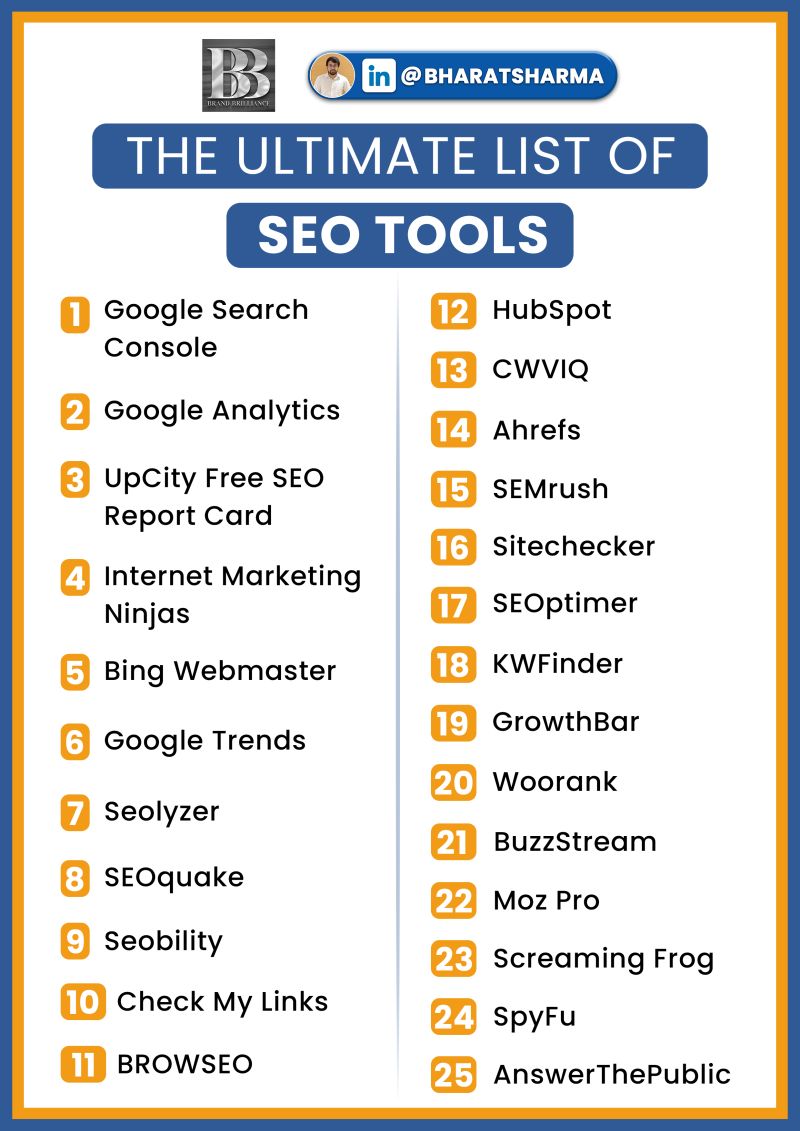 BB
BRAND BRILLIANCE
in @BHARATSHARMA
THE ULTIMATE LIST OF
SEO TOOLS
1 Google Search
Console
2 Google Analytics
3 UpCity Free SEO
Report Card
4 Internet Marketing
Ninjas
5 Bing Webmaster
6 Google Trends
7 Seolyzer
8 SEOquake
9 Seobility
10 Check My Links
11 BROWSEO
12 HubSpot
13 CWVIQ
14 Ahrefs
15 SEMrush
16 Sitechecker
17 SEOptimer
18 KWFinder
19 GrowthBar
20 Woorank
21 BuzzStream
22 Moz Pro
23 Screaming Frog
24 SpyFu
25 AnswerThePublic